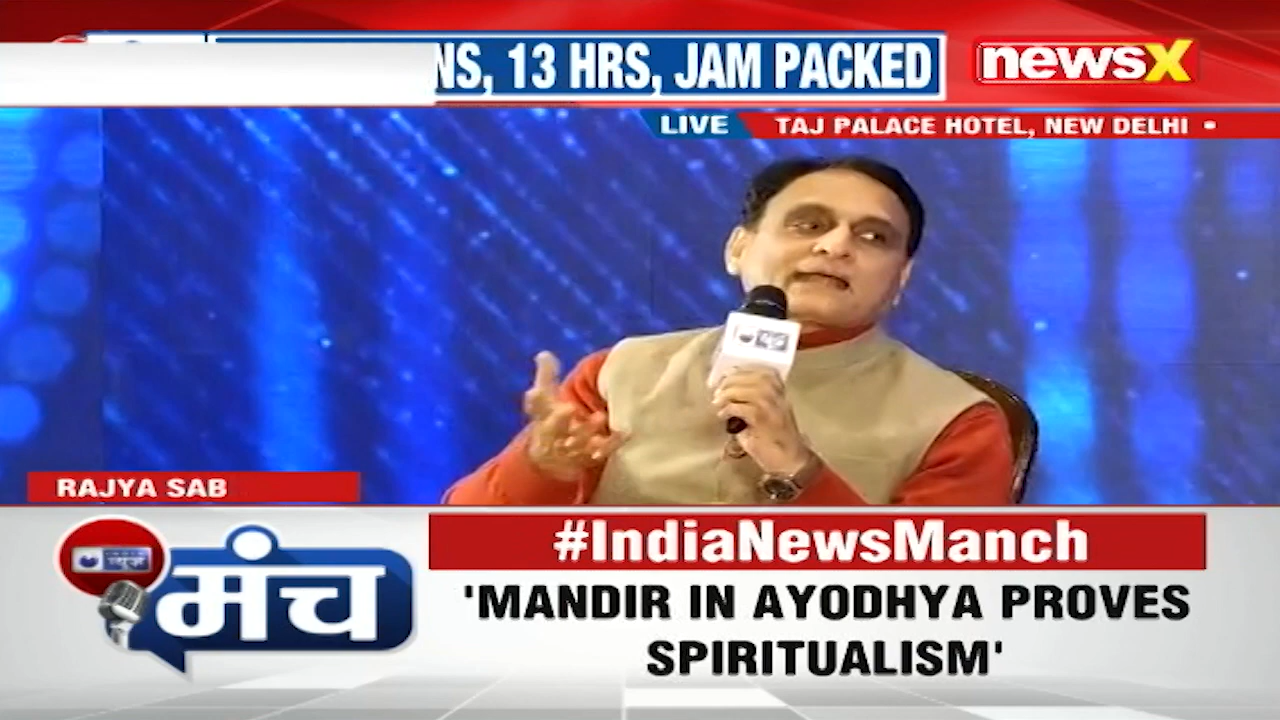 NS, 13 HRS, JAM PACKED
newsX
LIVE
TAJ PALACE HOTEL, NEW DELHI •
RAJYA SAB
INDIA
न्यूज़
मंच
#IndiaNewsManch
'MANDIR IN AYODHYA PROVES
SPIRITUALISM'